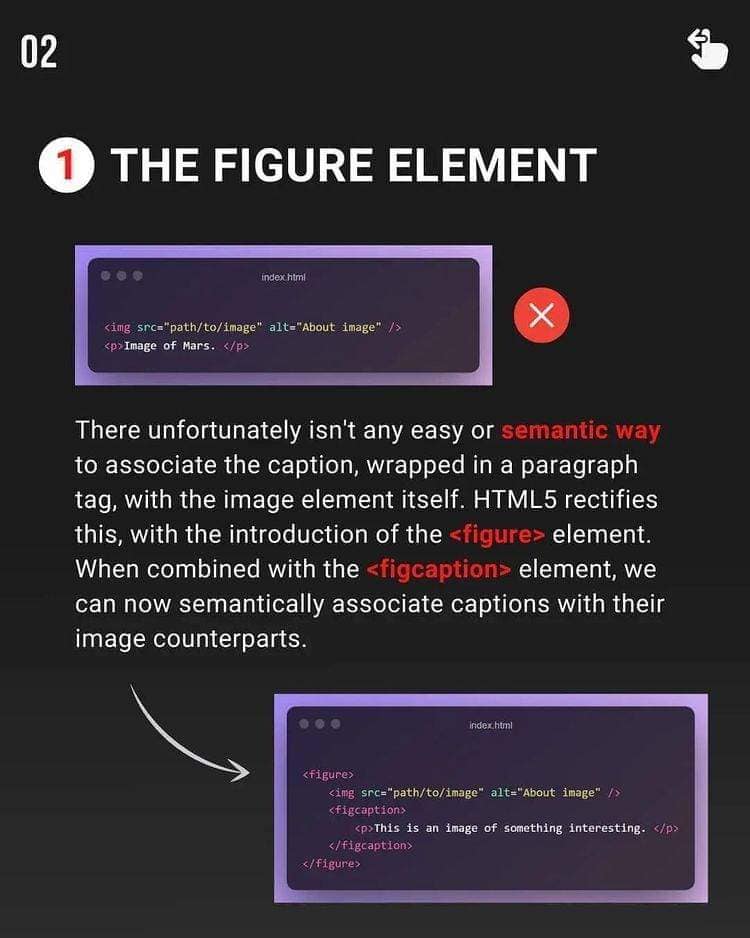 02
1 THE FIGURE ELEMENT
index.html
<img src="path/to/image" alt="About image" />
<p>Image of Mars. </p>
There unfortunately isn't any easy or semantic way
to associate the caption, wrapped in a paragraph
tag, with the image element itself. HTML5 rectifies
this, with the introduction of the <figure> element.
When combined with the <figcaption> element, we
can now semantically associate captions with their
image counterparts.
index.html
<figure>
    <img src="path/to/image" alt="About image" />
    <figcaption>
        <p>This is an image of something interesting. </p>
    </figcaption>
</figure>